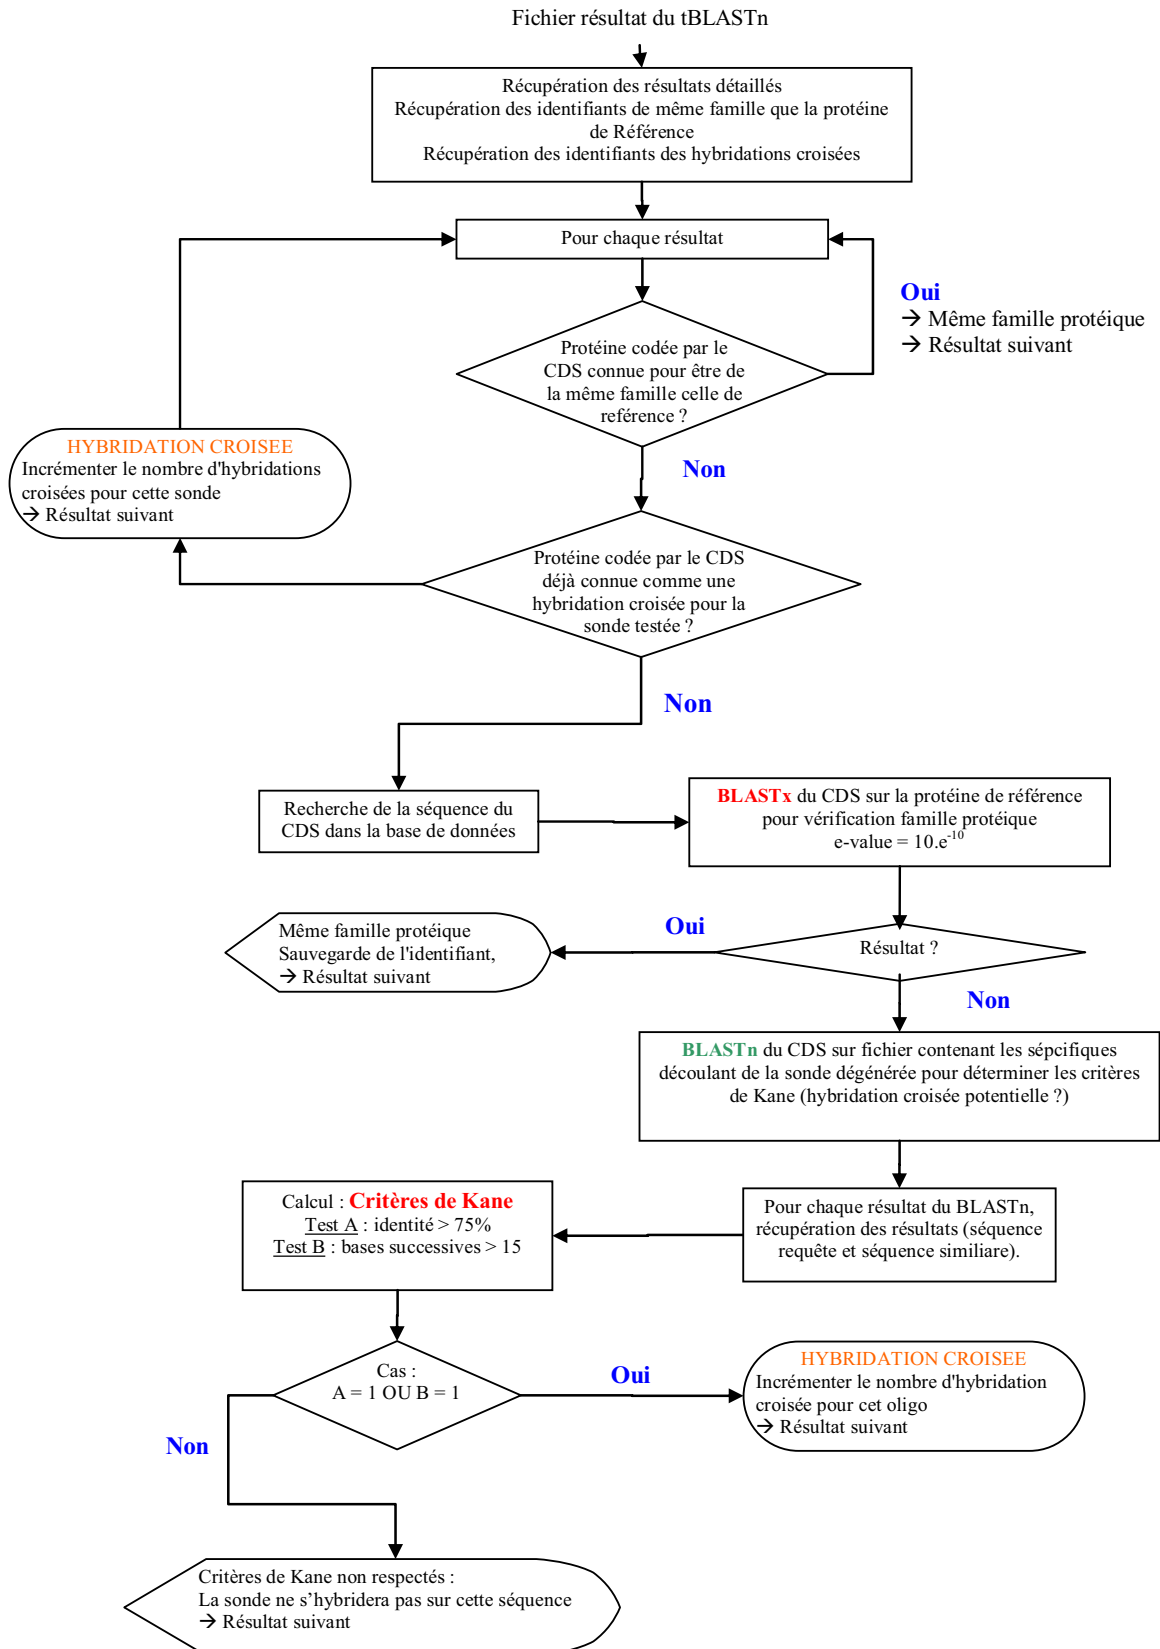 Fichier résultat du tBLASTn
Récupération des résultats détaillés
Récupération des identifiants de même famille que la protéine
de Référence
Récupération des identifiants des hybridations croisées
Pour chaque résultat
Oui
→ Même famille protéique
→ Résultat suivant
Protéine codée par le
CDS connue pour être de
la même famille celle de
reférence ?
HYBRIDATION CROISEE
Incrémenter le nombre d'hybridations
croisées pour cette sonde
→ Résultat suivant
Non
Protéine codée par le CDS
déjà connue comme une
hybridation croisée pour la
sonde testée ?
Non
Recherche de la séquence du
CDS dans la base de données
BLASTx du CDS sur la protéine de référence
pour vérification famille protéique
e-value = 10.e-10
Même famille protéique
Sauvegarde de l'identifiant,
→ Résultat suivant
Oui
Résultat ?
Non
BLASTn du CDS sur fichier contenant les sépcifiques
découlant de la sonde dégénérée pour déterminer les critères
de Kane (hybridation croisée potentielle ?)
Calcul : Critères de Kane
Test A : identité > 75%
Test B : bases successives > 15
Pour chaque résultat du BLASTn,
récupération des résultats (séquence
requête et séquence similiare).
Cas :
A = 1 OU B = 1
Oui
HYBRIDATION CROISEE
Incrémenter le nombre d'hybridation
croisée pour cet oligo
→ Résultat suivant
Non
Critères de Kane non respectés :
La sonde ne s’hybridera pas sur cette séquence
→ Résultat suivant